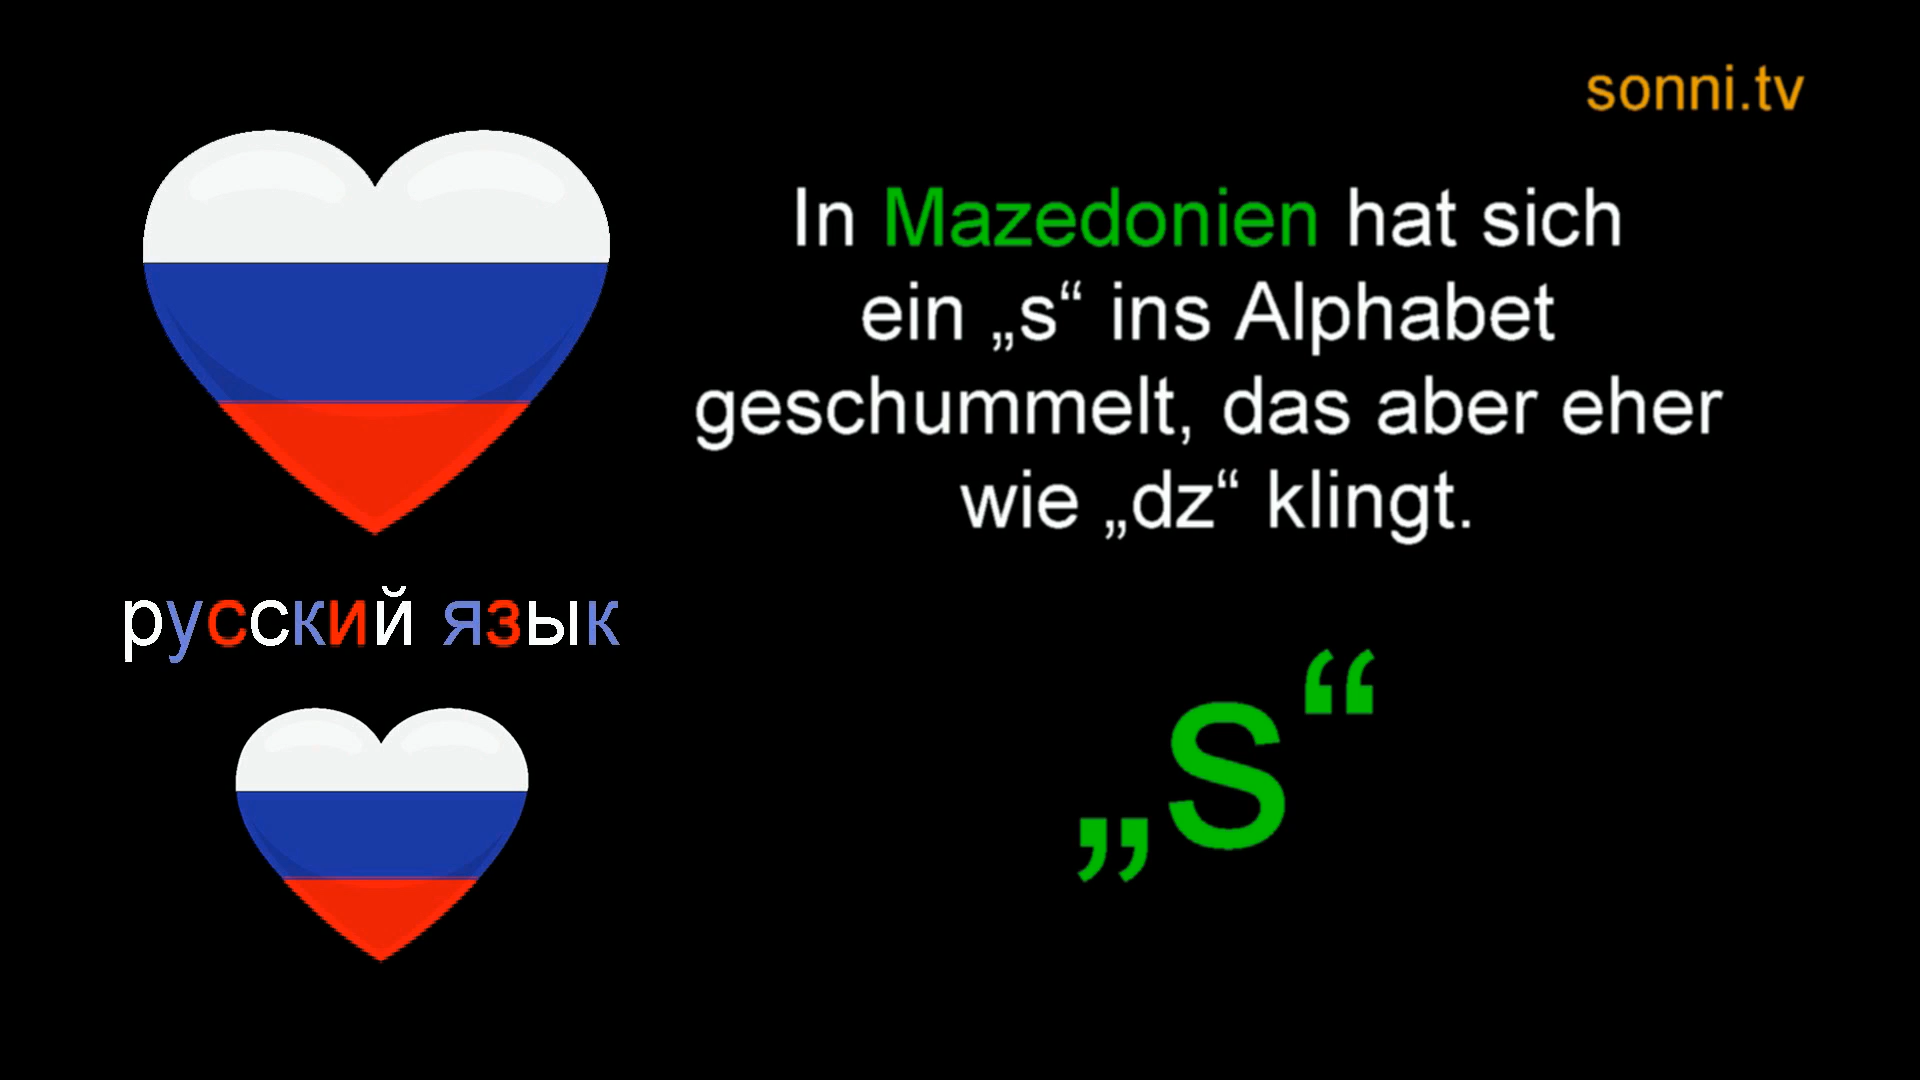 sonni.tv
In Mazedonien hat sich
ein „s“ ins Alphabet
geschummelt, das aber eher
wie „dz“ klingt.
русский язык
„s“